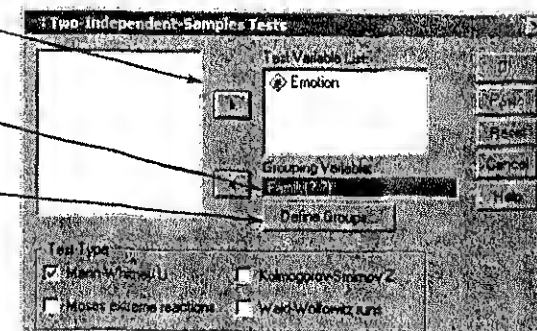 Two-Independent-Samples Tests
Test Variable List:
Emotion
Paste
Reset
Cancel
Grouping Variable:
Help
Define Groups...
Test Type
Mann-Whitney U
Kolmogorov-Smirnov Z
Moses extreme reactions
Wald-Wolfowitz runs